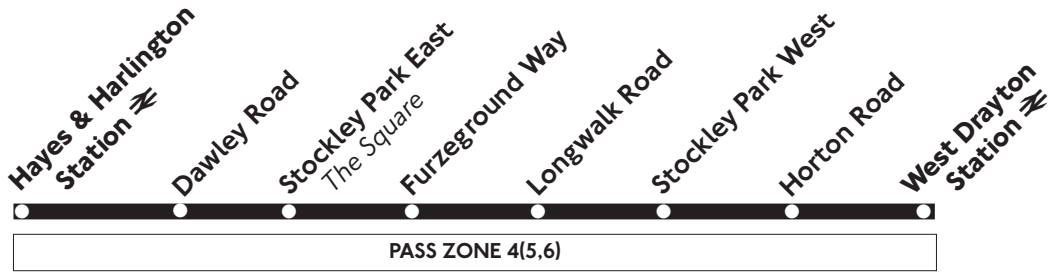 Hayes & Harlington
Station
Dawley Road
Stockley Park East
The Square
Furzeground Way
Longwalk Road
Stockley Park West
Horton Road
West Drayton
Station
PASS ZONE 4(5,6)